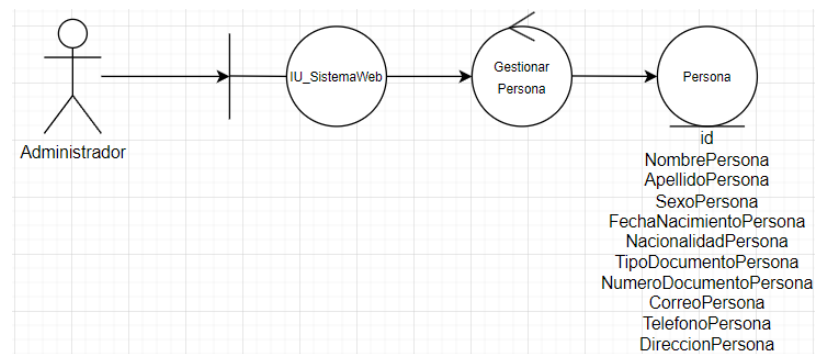 Administrador
IU_SistemaWeb
Gestionar
Persona
Persona
id
NombrePersona
ApellidoPersona
SexoPersona
FechaNacimientoPersona
NacionalidadPersona
TipoDocumentoPersona
NumeroDocumentoPersona
CorreoPersona
TelefonoPersona
DireccionPersona